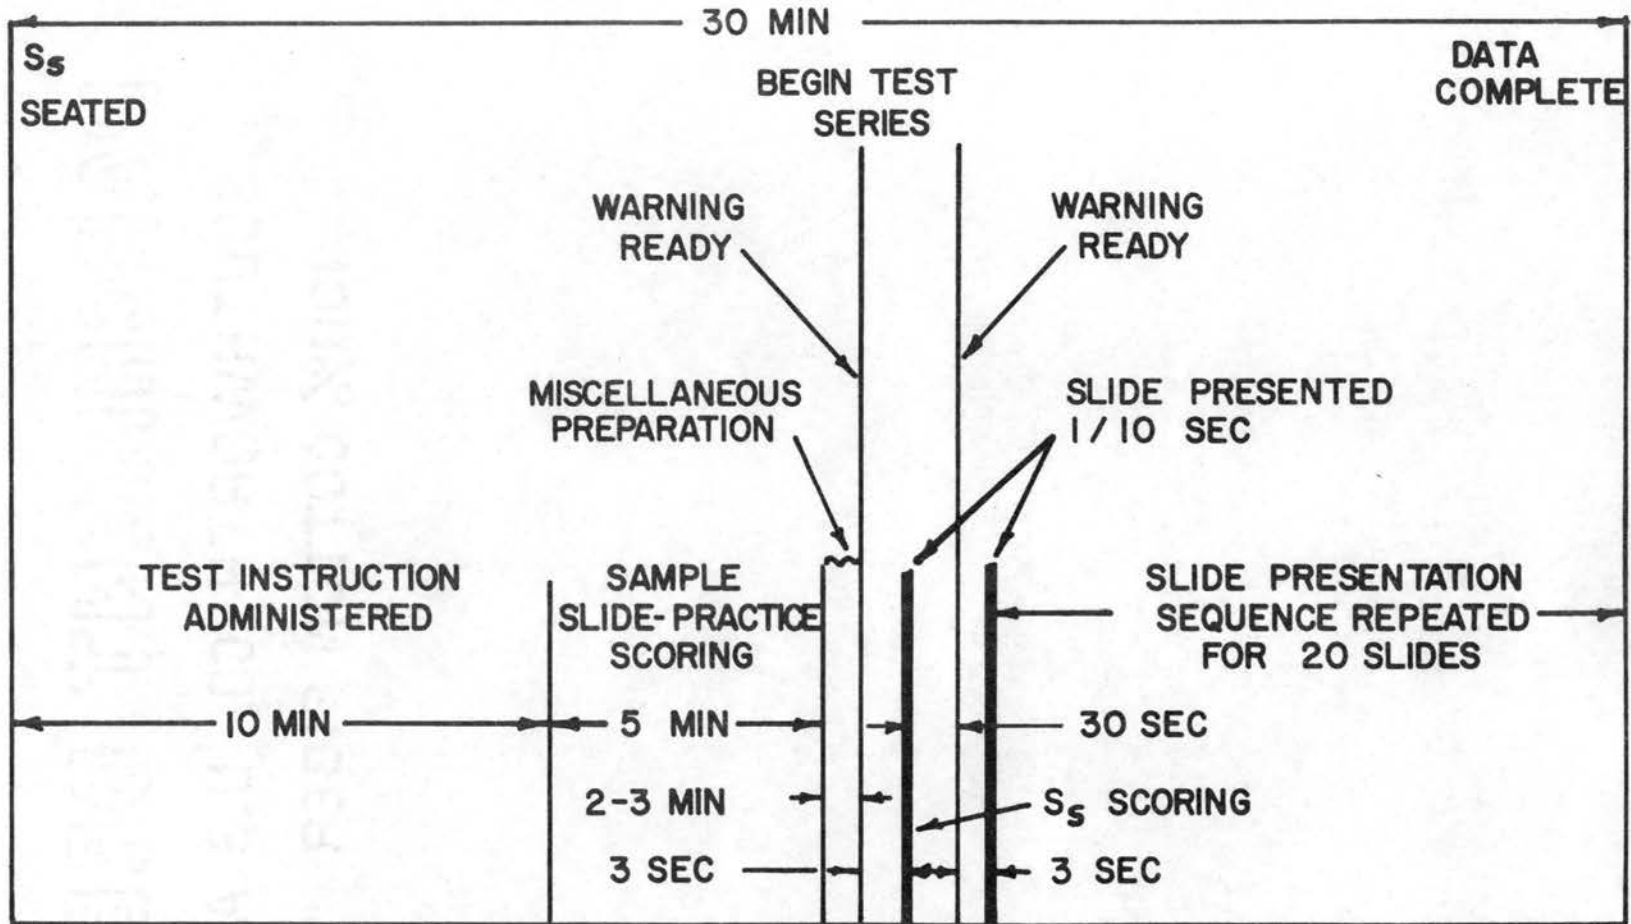 30 MIN
Ss
SEATED
BEGIN TEST
SERIES
DATA
COMPLETE
WARNING
READY
WARNING
READY
MISCELLANEOUS
PREPARATION
SLIDE PRESENTED
1/10 SEC
TEST INSTRUCTION
ADMINISTERED
SAMPLE
SLIDE-PRACTICE
SCORING
SLIDE PRESENTATION
SEQUENCE REPEATED
FOR 20 SLIDES
10 MIN
5 MIN
30 SEC
2-3 MIN
Ss SCORING
3 SEC
3 SEC